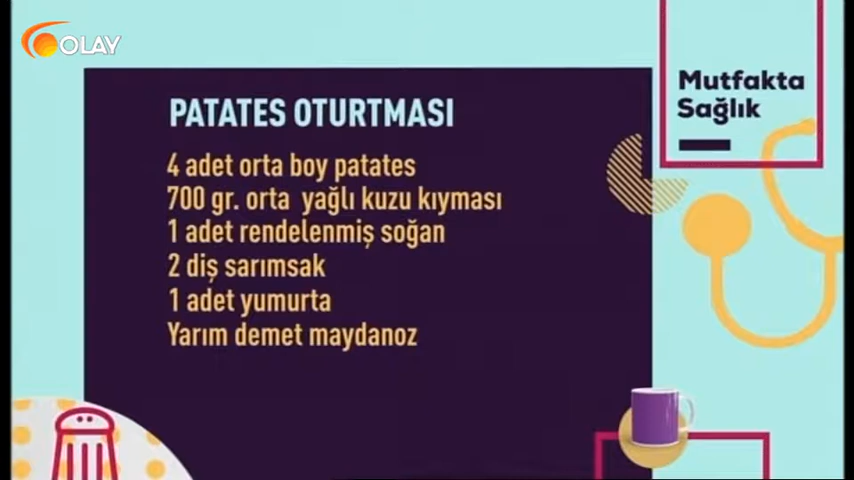 OLAY
Mutfakta
Sağlık
PATATES OTURTMASI
4 adet orta boy patates
700 gr. orta yağlı kuzu kıyması
1 adet rendelenmiş soğan
2 diş sarımsak
1 adet yumurta
Yarım demet maydanoz